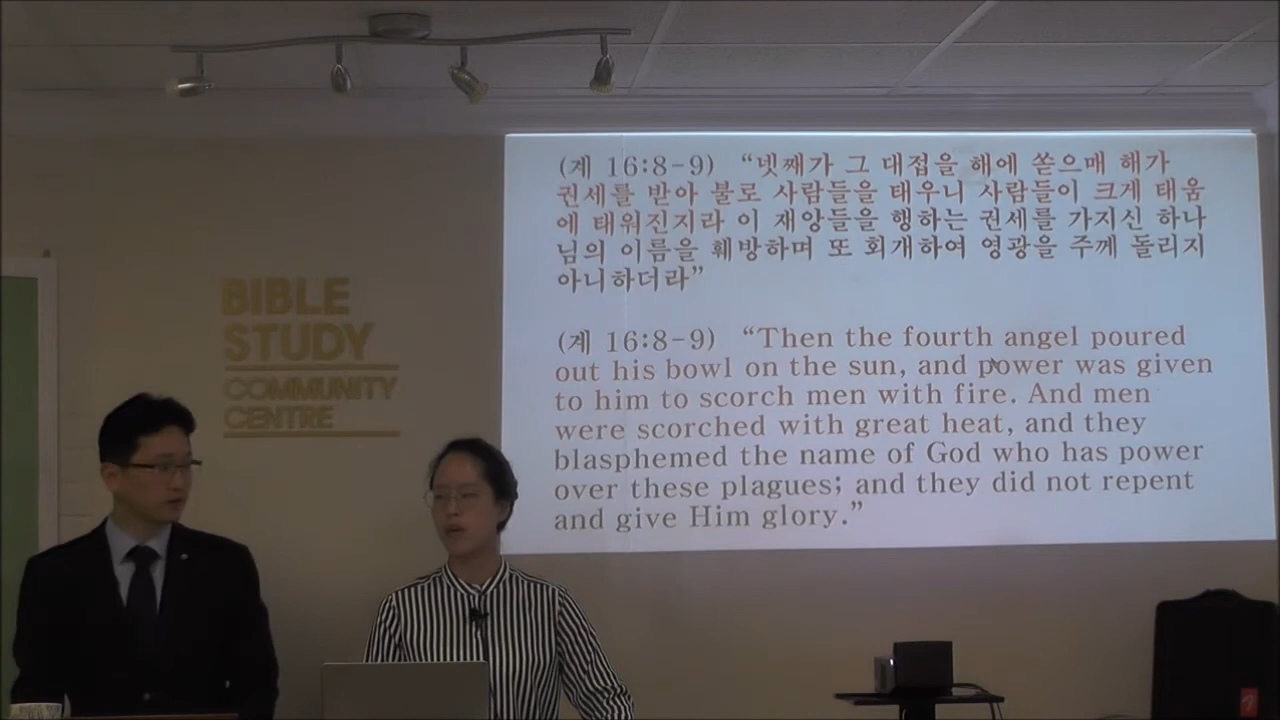 BIBLE
STUDY
COMMUNITY
CENTRE
(계 16:8-9) “넷째가 그 대접을 해에 쏟으매 해가
권세를 받아 불로 사람들을 태우니 사람들이 크게 태움
에 태워진지라 이 재앙들을 행하는 권세를 가지신 하나
님의 이름을 훼방하며 또 회개하여 영광을 주께 돌리지
아니하더라”
(계 16:8-9) “Then the fourth angel poured
out his bowl on the sun, and power was given
to him to scorch men with fire. And men
were scorched with great heat, and they
blasphemed the name of God who has power
over these plagues; and they did not repent
and give Him glory.”